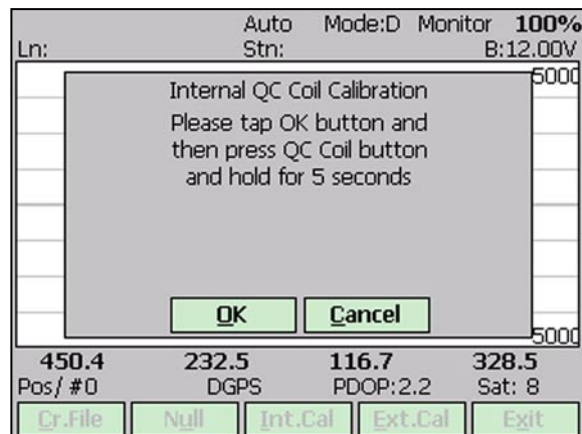 Auto Mode:D Monitor 100%
Ln: Stn: B:12.00V
5000
Internal QC Coil Calibration
Please tap OK button and
then press QC Coil button
and hold for 5 seconds
OK Cancel
5000
450.4 232.5 116.7 328.5
Pos/ #0 DGPS PDOP:2.2 Sat: 8
Cr.File Null Int.Cal Ext.Cal Exit